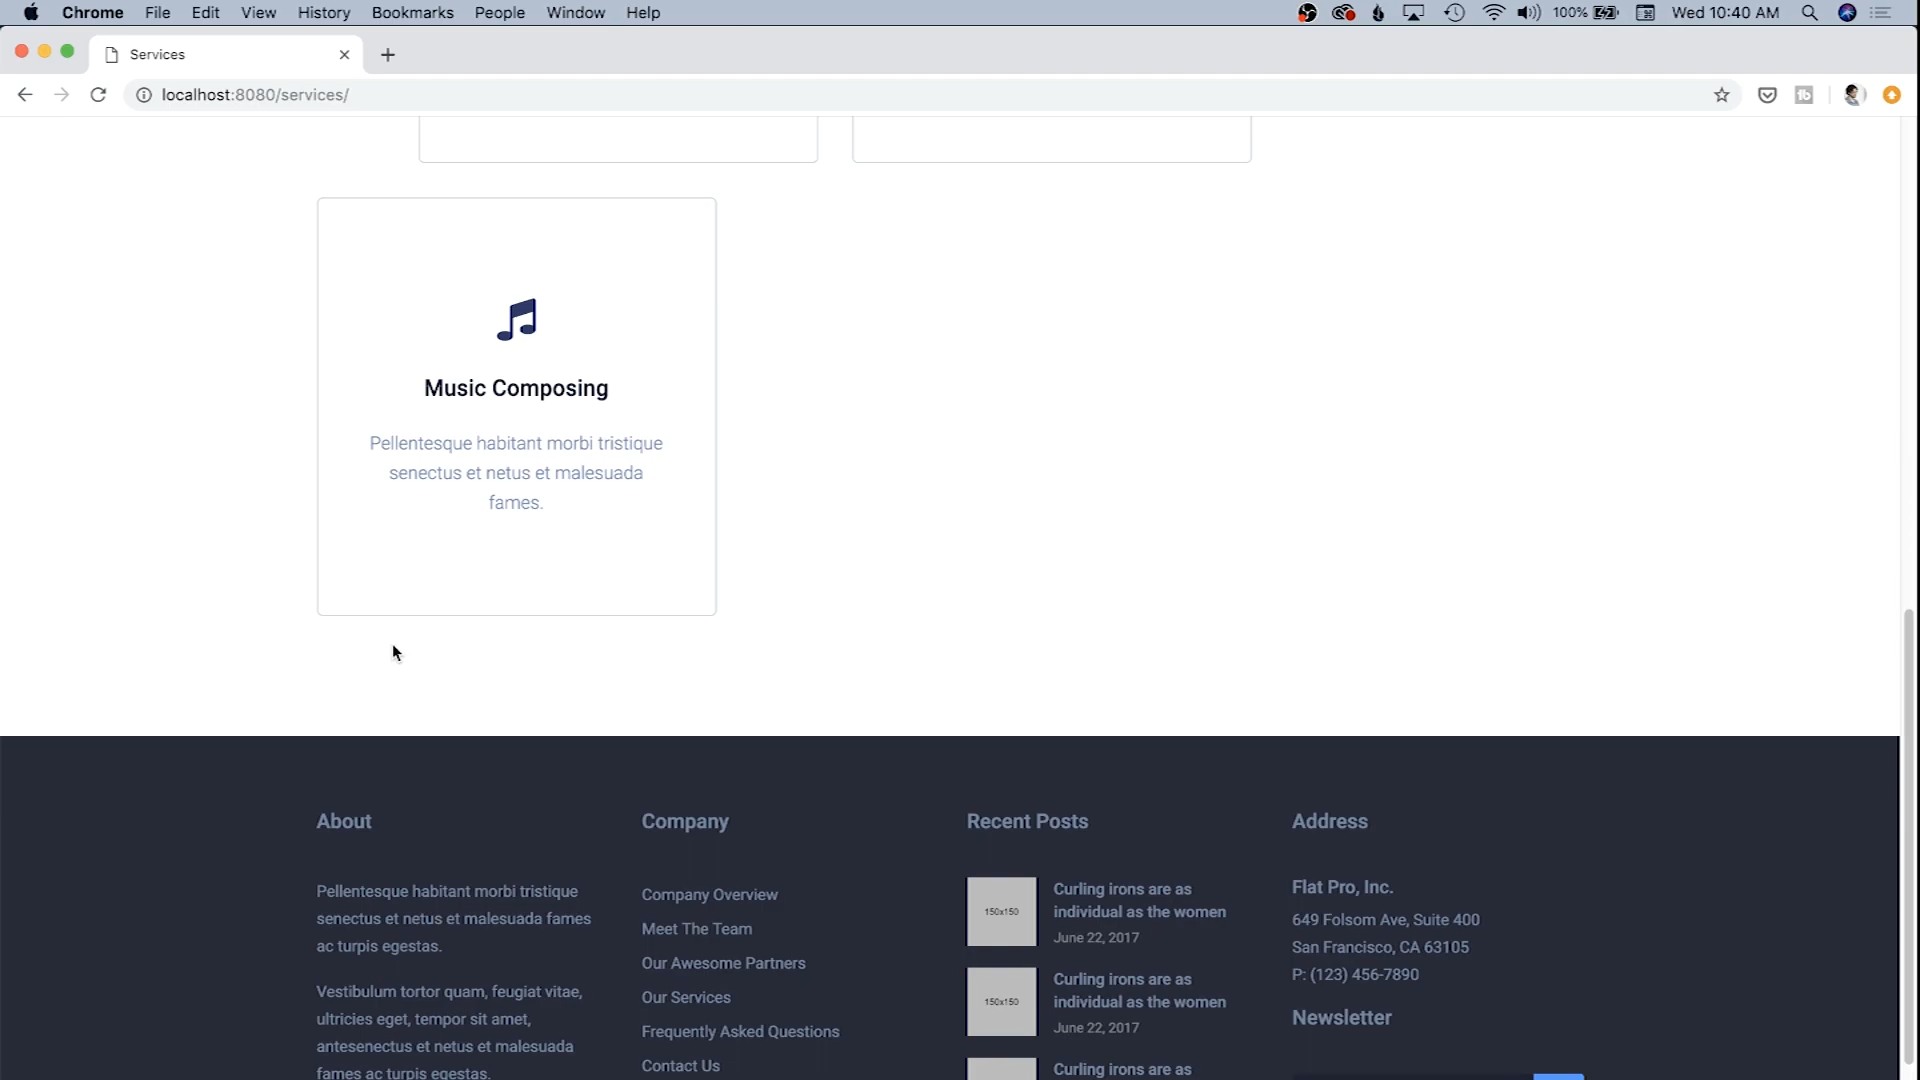 Chrome File Edit View History Bookmarks People Window Help 100% Wed 10:40 AM
Services
localhost:8080/services/
Music Composing
Pellentesque habitant morbi tristique
senectus et netus et malesuada
fames.
About
Pellentesque habitant morbi tristique
senectus et netus et malesuada fames
ac turpis egestas.
Vestibulum tortor quam, feugiat vitae,
ultricies eget, tempor sit amet,
antesenectus et netus et malesuada
fames ac turpis egestas.
Company
Company Overview
Meet The Team
Our Awesome Partners
Our Services
Frequently Asked Questions
Contact Us
Recent Posts
150x150
Curling irons are as
individual as the women
June 22, 2017
150x150
Curling irons are as
individual as the women
June 22, 2017
Curling irons are as
Address
Flat Pro, Inc.
649 Folsom Ave, Suite 400
San Francisco, CA 63105
P: (123) 456-7890
Newsletter